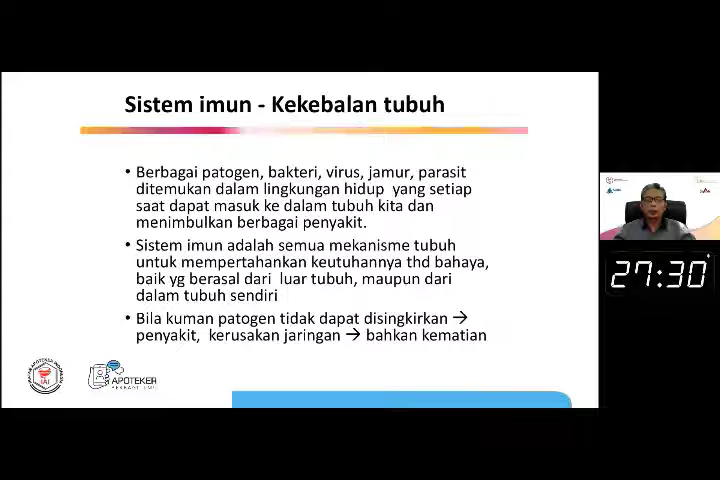 Sistem imun - Kekebalan tubuh
• Berbagai patogen, bakteri, virus, jamur, parasit
ditemukan dalam lingkungan hidup yang setiap
saat dapat masuk ke dalam tubuh kita dan
menimbulkan berbagai penyakit.
• Sistem imun adalah semua mekanisme tubuh
untuk mempertahankan keutuhannya thd bahaya,
baik yg berasal dari luar tubuh, maupun dari
dalam tubuh sendiri
• Bila kuman patogen tidak dapat disingkirkan →
penyakit, kerusakan jaringan → bahkan kematian
27:30
IAI
APOTEKER
BERBAGI ILMU